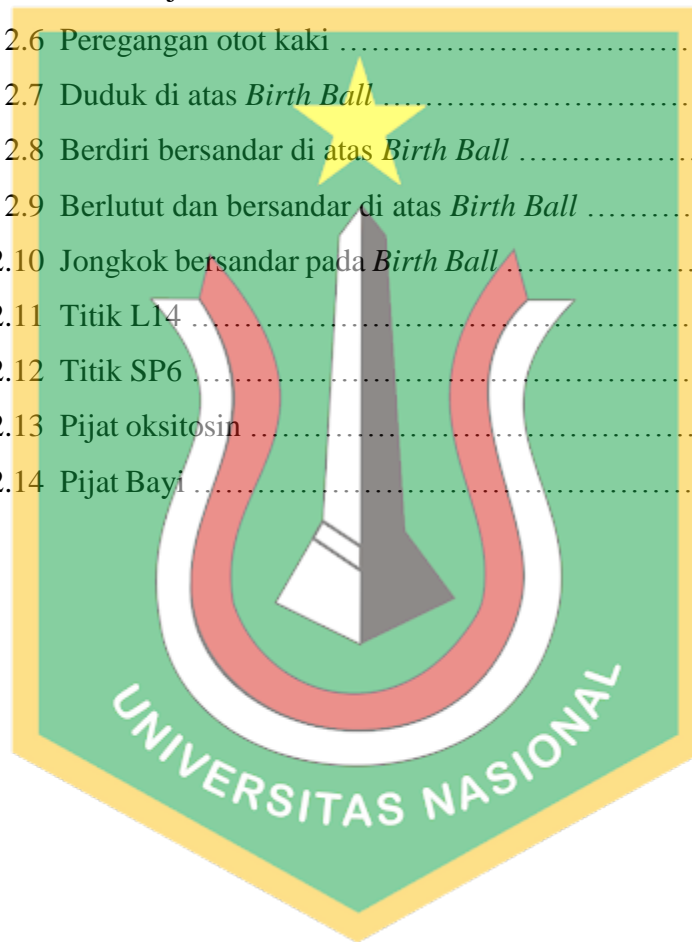 2.6 Peregangan otot kaki ........................................
2.7 Duduk di atas Birth Ball ........................................
2.8 Berdiri bersandar di atas Birth Ball ........................
2.9 Berlutut dan bersandar di atas Birth Ball ..............
2.10 Jongkok bersandar pada Birth Ball ........................
2.11 Titik L14 ........................................................
2.12 Titik SP6 ........................................................
2.13 Pijat oksitosin ..................................................
2.14 Pijat Bayi ........................................................
UNIVERSITAS NASIONAL